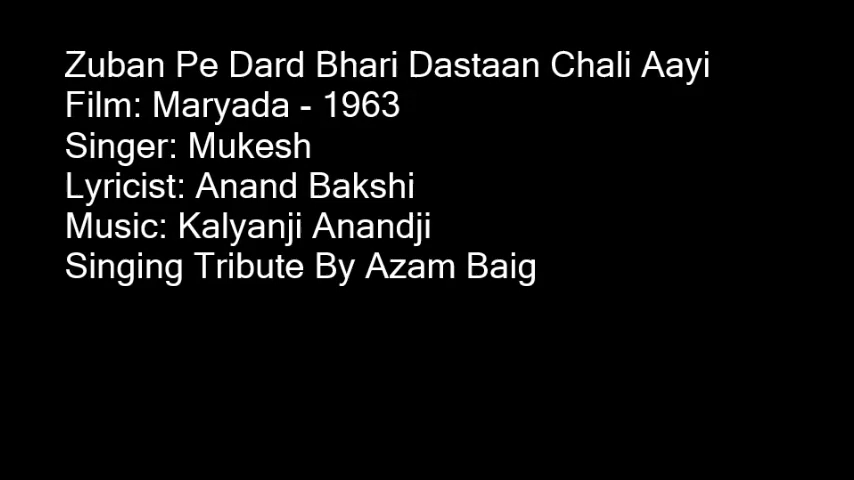 Zuban Pe Dard Bhari Dastaan Chali Aayi
Film: Maryada - 1963
Singer: Mukesh
Lyricist: Anand Bakshi
Music: Kalyanji Anandji
Singing Tribute By Azam Baig